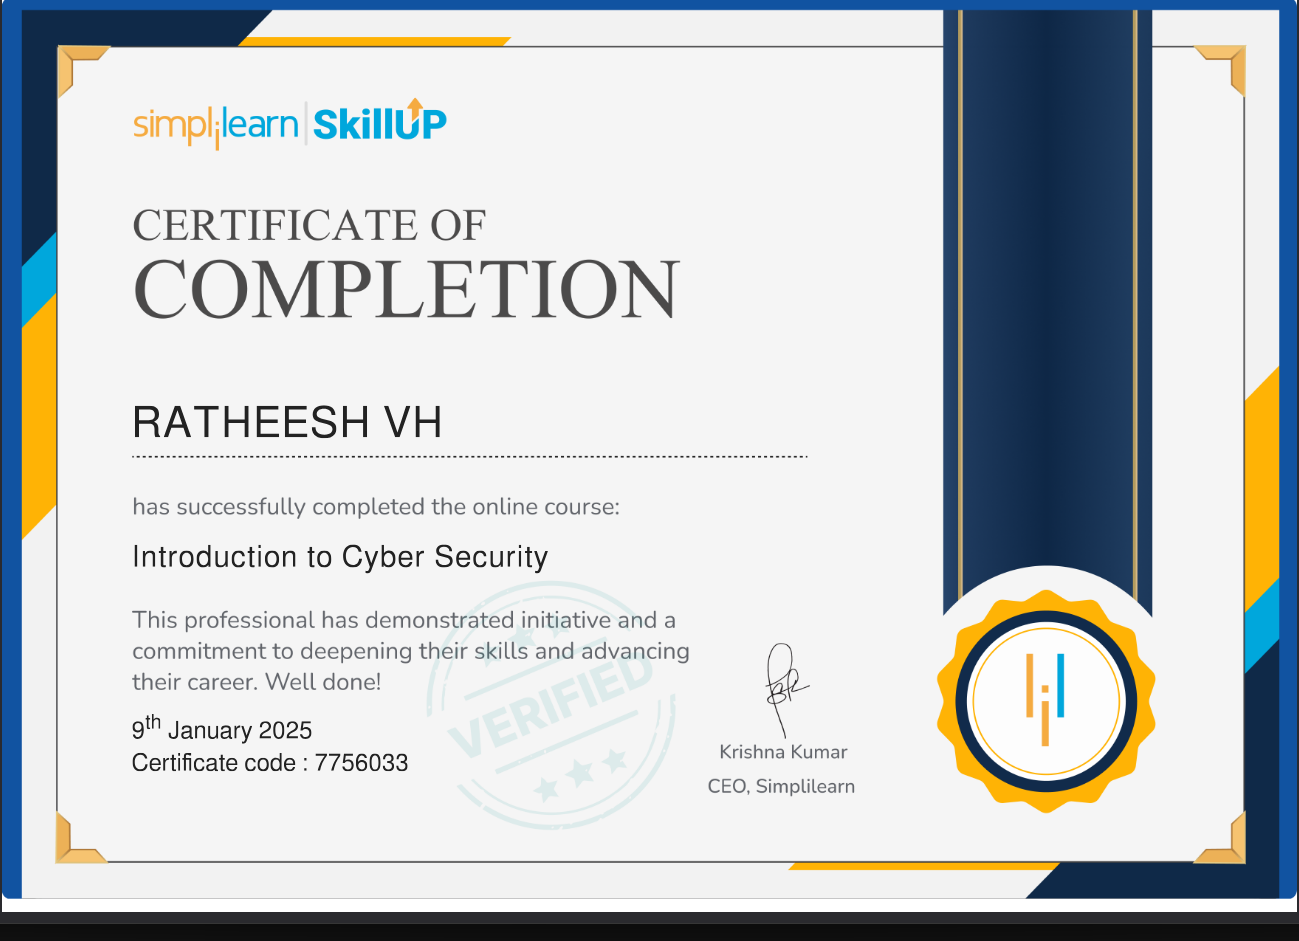 simplilearn | SkillUP
CERTIFICATE OF
COMPLETION
RATHEESH VH
has successfully completed the online course:
Introduction to Cyber Security
This professional has demonstrated initiative and a
commitment to deepening their skills and advancing
their career. Well done!
9th January 2025
Certificate code : 7756033
VERIFIED
Krishna Kumar
CEO, Simplilearn